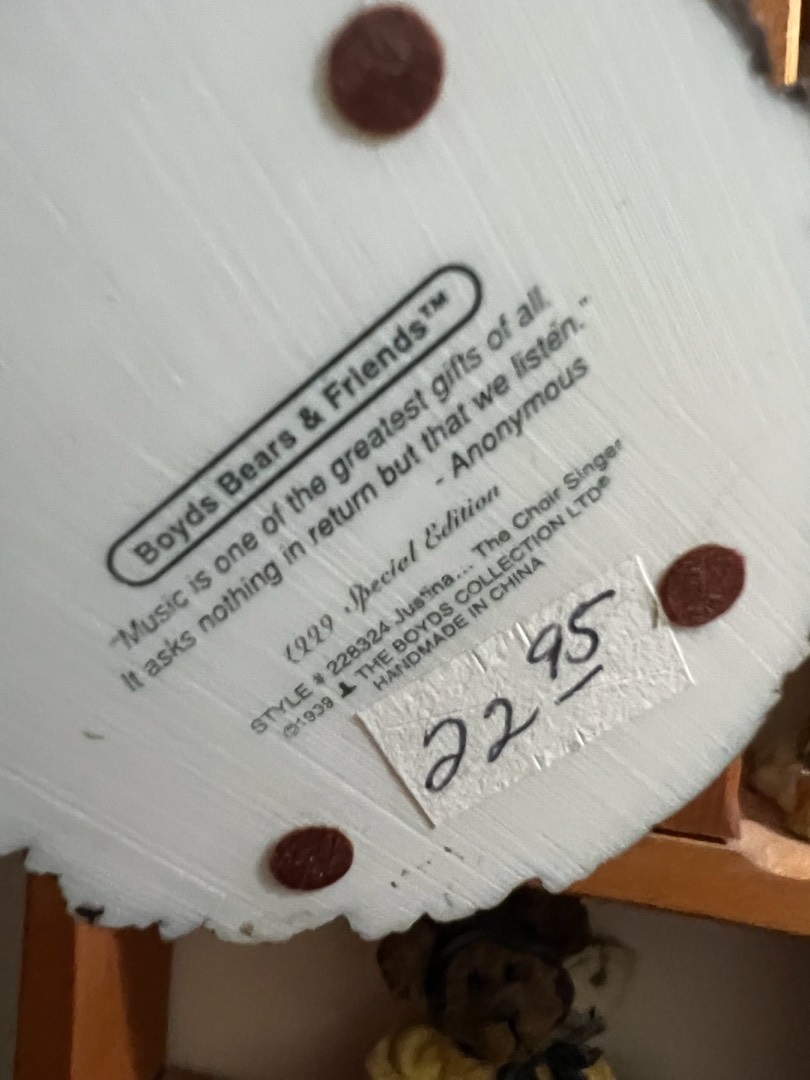 Boyds Bears & Friends™
"Music is one of the greatest gifts of all.
It asks nothing in return but that we listen."
- Anonymous
1999 Special Edition
STYLE # 228324 Justina... The Choir Singer
©1999 THE BOYDS COLLECTION LTD®
HANDMADE IN CHINA
22 95